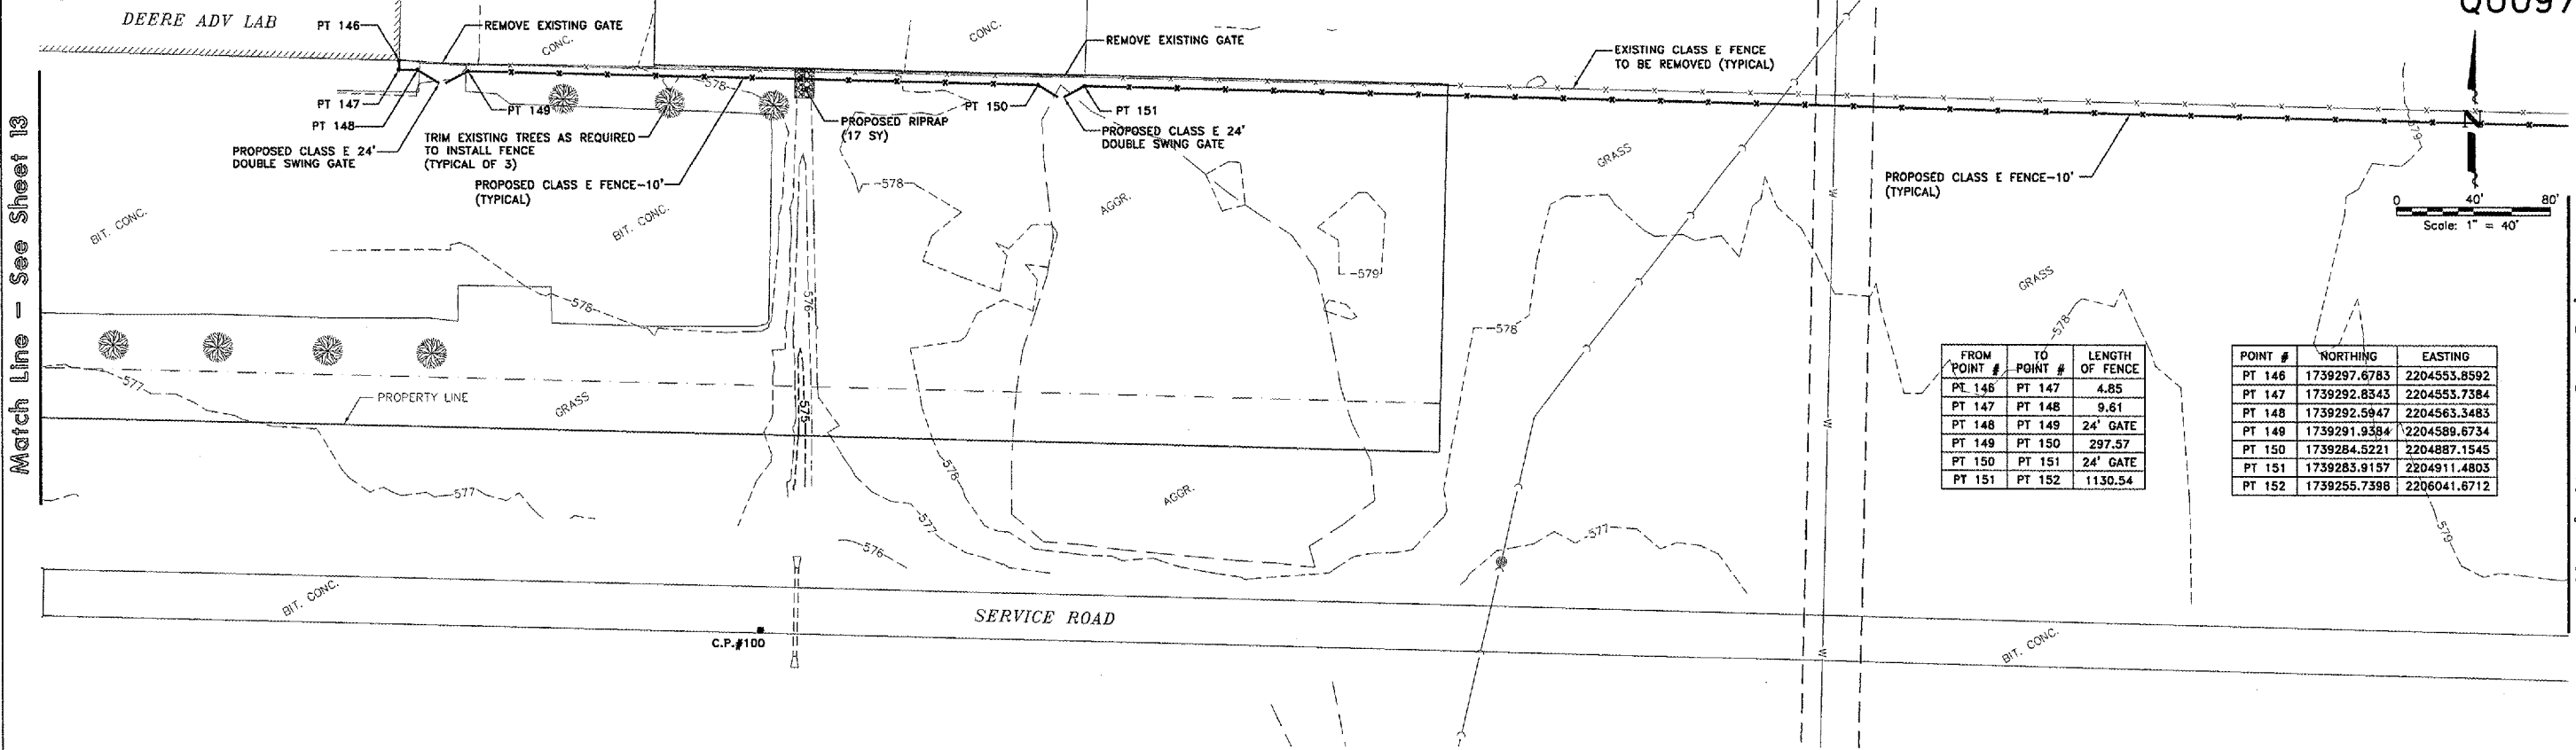 DEERE ADV LAB
PT 146
REMOVE EXISTING GATE
CONC.
CONC.
REMOVE EXISTING GATE
EXISTING CLASS E FENCE
TO BE REMOVED (TYPICAL)
PT 147
PT 148
PT 149
578
PROPOSED CLASS E 24'
DOUBLE SWING GATE
TRIM EXISTING TREES AS REQUIRED
TO INSTALL FENCE
(TYPICAL OF 3)
PROPOSED CLASS E FENCE-10'
(TYPICAL)
PROPOSED RIPRAP
(17 SY)
PT 150
PT 151
PROPOSED CLASS E 24'
DOUBLE SWING GATE
PROPOSED CLASS E FENCE-10'
(TYPICAL)
N
0 40' 80'
Scale: 1" = 40'
Match Line - See Sheet 13
BIT. CONC.
BIT. CONC.
578
AGGR.
GRASS
W
579
579
GRASS
578
576
578
578
577
PROPERTY LINE
GRASS
575
577
578
AGGR.
577
576
577
579
W
W
FROM POINT # TO POINT # LENGTH OF FENCE
PT 146 PT 147 4.85
PT 147 PT 148 9.61
PT 148 PT 149 24' GATE
PT 149 PT 150 297.57
PT 150 PT 151 24' GATE
PT 151 PT 152 1130.54
POINT # NORTHING EASTING
PT 146 1739297.6783 2204553.8592
PT 147 1739292.8343 2204553.7384
PT 148 1739292.5947 2204563.3483
PT 149 1739291.9384 2204589.6734
PT 150 1739284.5221 2204887.1545
PT 151 1739283.9157 2204911.4803
PT 152 1739255.7398 2206041.6712
BIT. CONC.
SERVICE ROAD
C.P.#100
BIT. CONC.